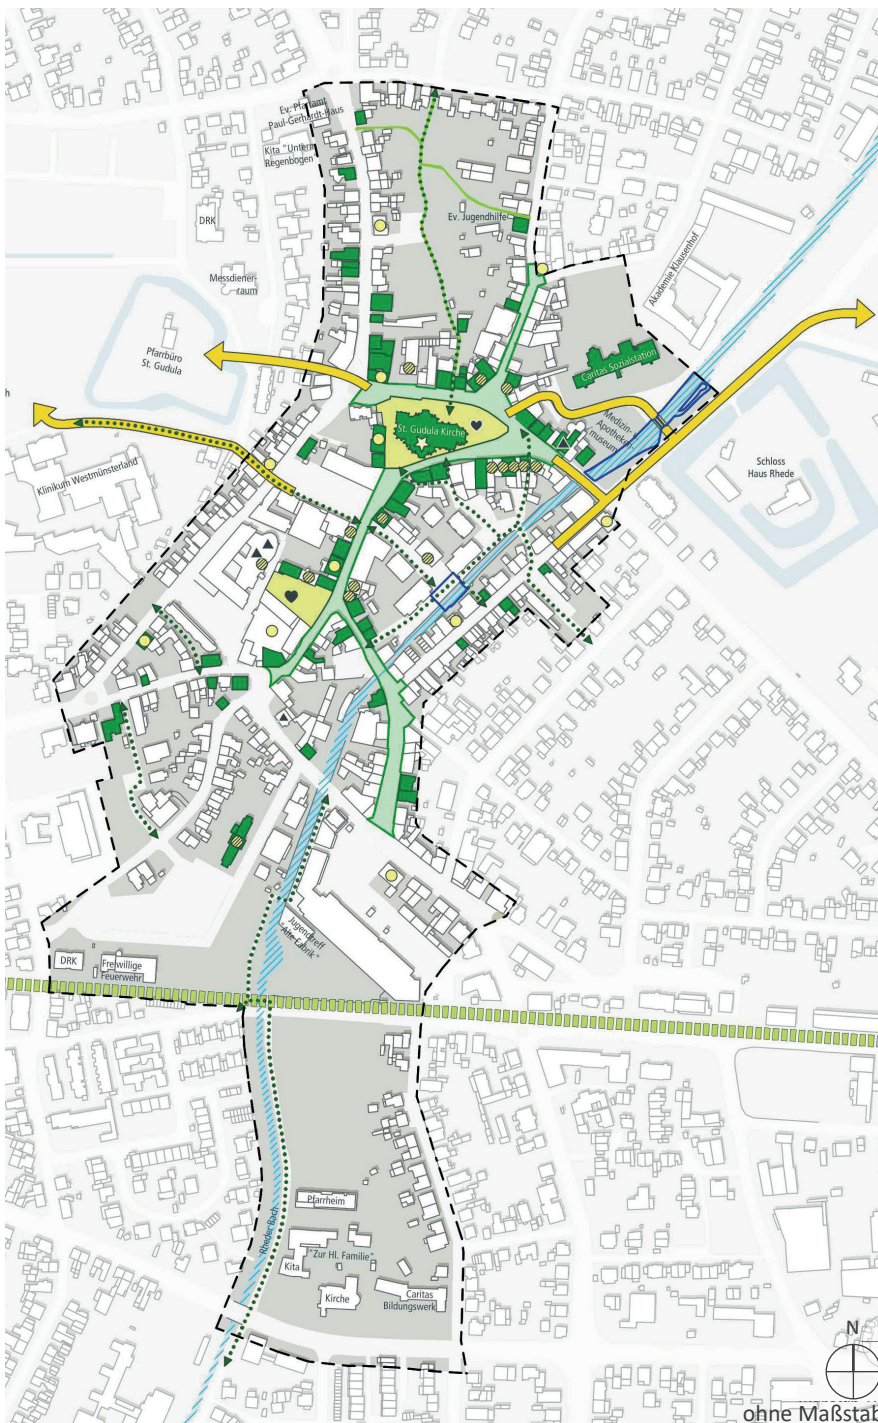 Ev. Pfarramt
Paul-Gerhardt-Haus
Kita "Unterm
Regenbogen
DRK
Ev. Jugendhilfe
Messdiener-
raum
Akademie Klausenhof
Pfarrbüro
St. Gudula
Caritas Sozialstation
h
St. Gudula Kirche
Medizin-
Apotheken-
museum
Schloss
Haus Rhede
Klinikum Westmünsterland
Jugendtreff
"Alte Fabrik"
DRK
Freiwillige
Feuerwehr
Pfarrheim
Rheder Bach
"Zur Hl. Familie"
Kita
Kirche
Caritas
Bildungswerk
N
ohne Maßstab